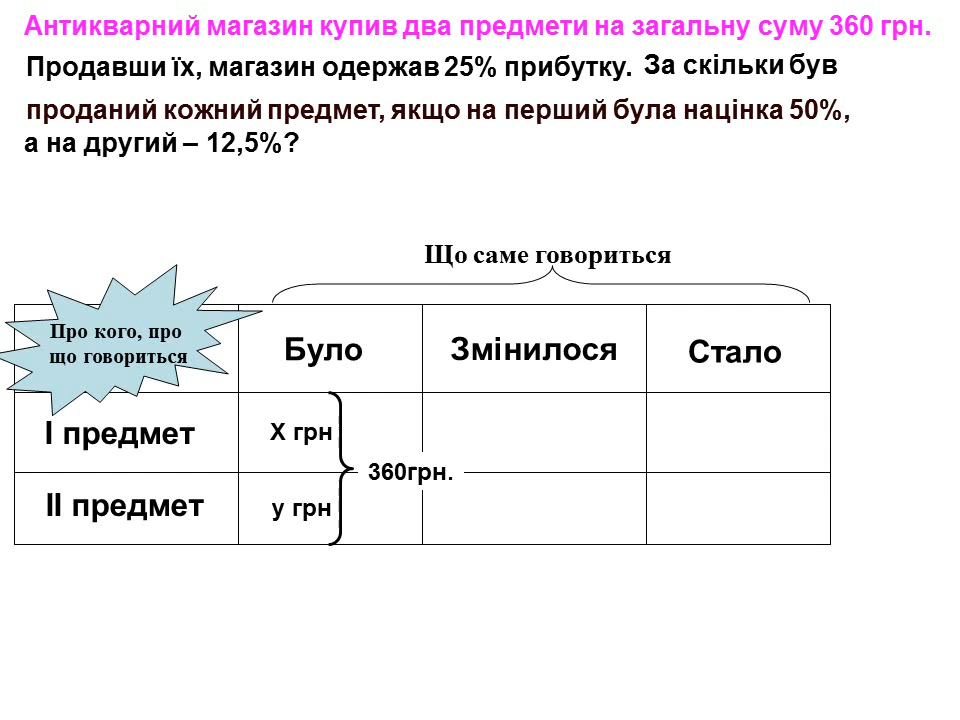 Антикварний магазин купив два предмети на загальну суму 360 грн.
Продавши їх, магазин одержав 25% прибутку. За скільки був
проданий кожний предмет, якщо на перший була націнка 50%,
а на другий – 12,5%?
Що саме говориться
Про кого, про
що говориться
Було Змінилося Стало
І предмет Х грн
360грн.
ІІ предмет у грн